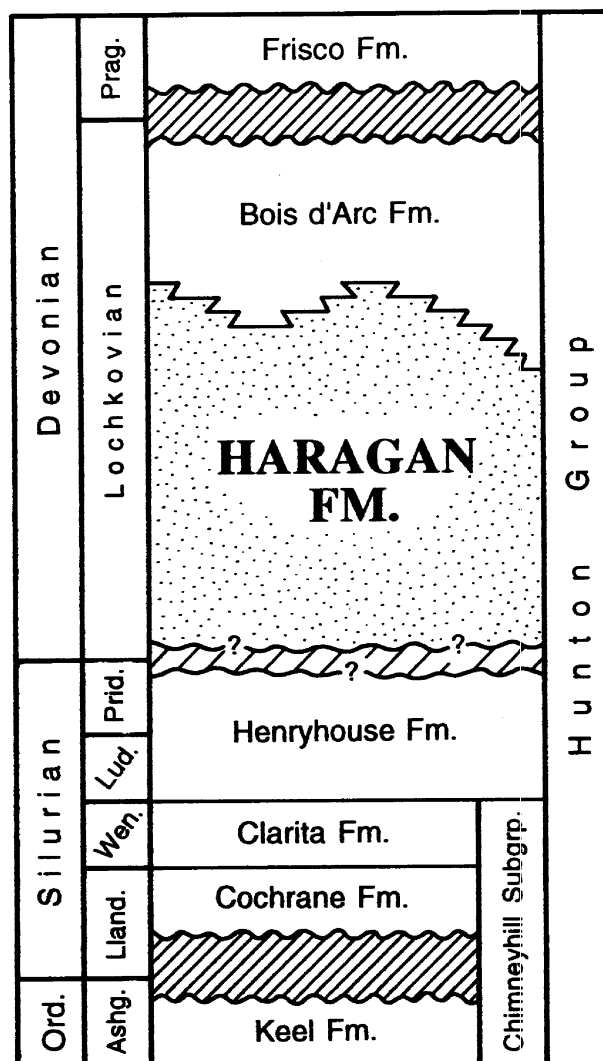 Frisco Fm.
Prag.
Bois d'Arc Fm.
Devonian
Lochkovian
HARAGAN
FM.
Hunton Group
?
?
?
Prid.
Henryhouse Fm.
Lud.
Silurian
Wen.
Clarita Fm.
Chimneyhill Subgrp.
Cochrane Fm.
Lland.
Ord.
Ashg.
Keel Fm.